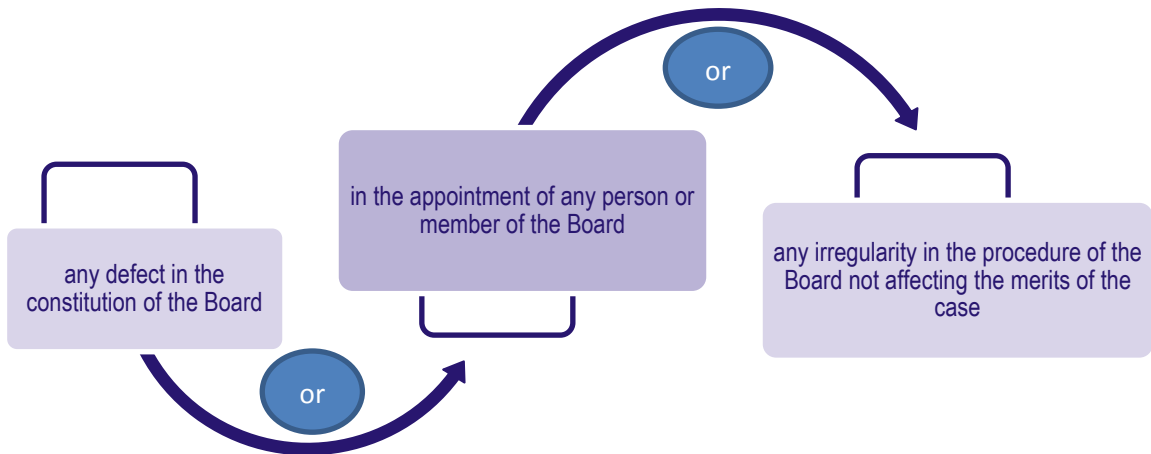 any defect in the
constitution of the Board
or
in the appointment of any person or
member of the Board
or
any irregularity in the procedure of the
Board not affecting the merits of the
case